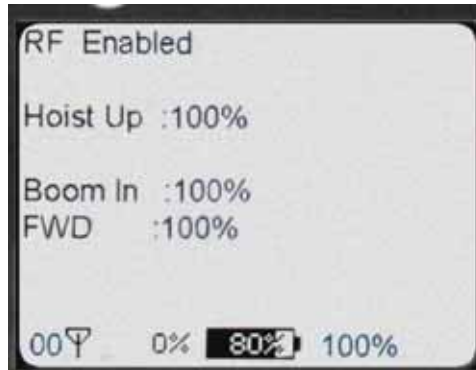 RF Enabled
Hoist Up :100%
Boom In :100%
FWD :100%
00 0% 80% 100%